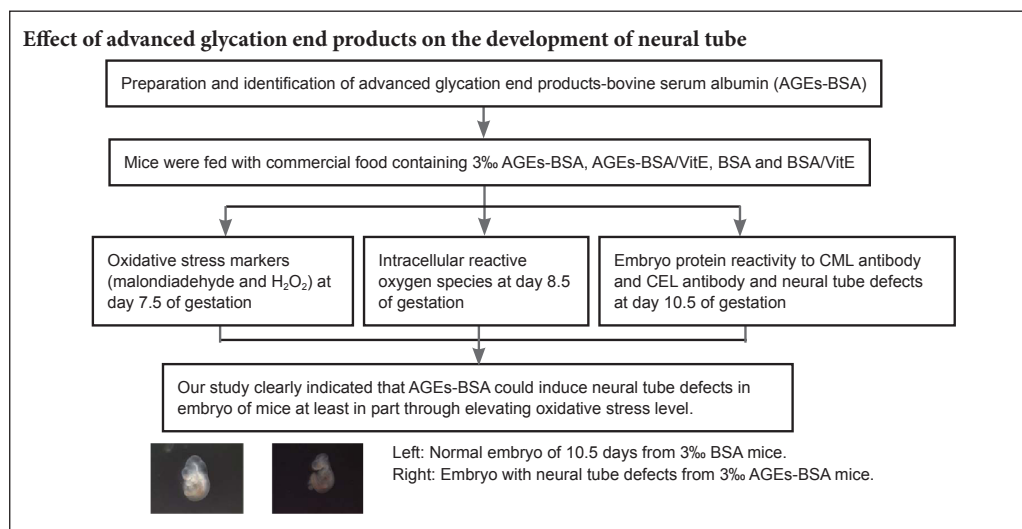 Effect of advanced glycation end products on the development of neural tube
Preparation and identification of advanced glycation end products-bovine serum albumin (AGEs-BSA)
Mice were fed with commercial food containing 3‰ AGEs-BSA, AGEs-BSA/VitE, BSA and BSA/VitE
Oxidative stress markers
(malondiadehyde and H₂O₂) at
day 7.5 of gestation
Intracellular reactive
oxygen species at day 8.5
of gestation
Embryo protein reactivity to CML antibody
and CEL antibody and neural tube defects
at day 10.5 of gestation
Our study clearly indicated that AGEs-BSA could induce neural tube defects in
embryo of mice at least in part through elevating oxidative stress level.
Left: Normal embryo of 10.5 days from 3‰ BSA mice.
Right: Embryo with neural tube defects from 3‰ AGEs-BSA mice.